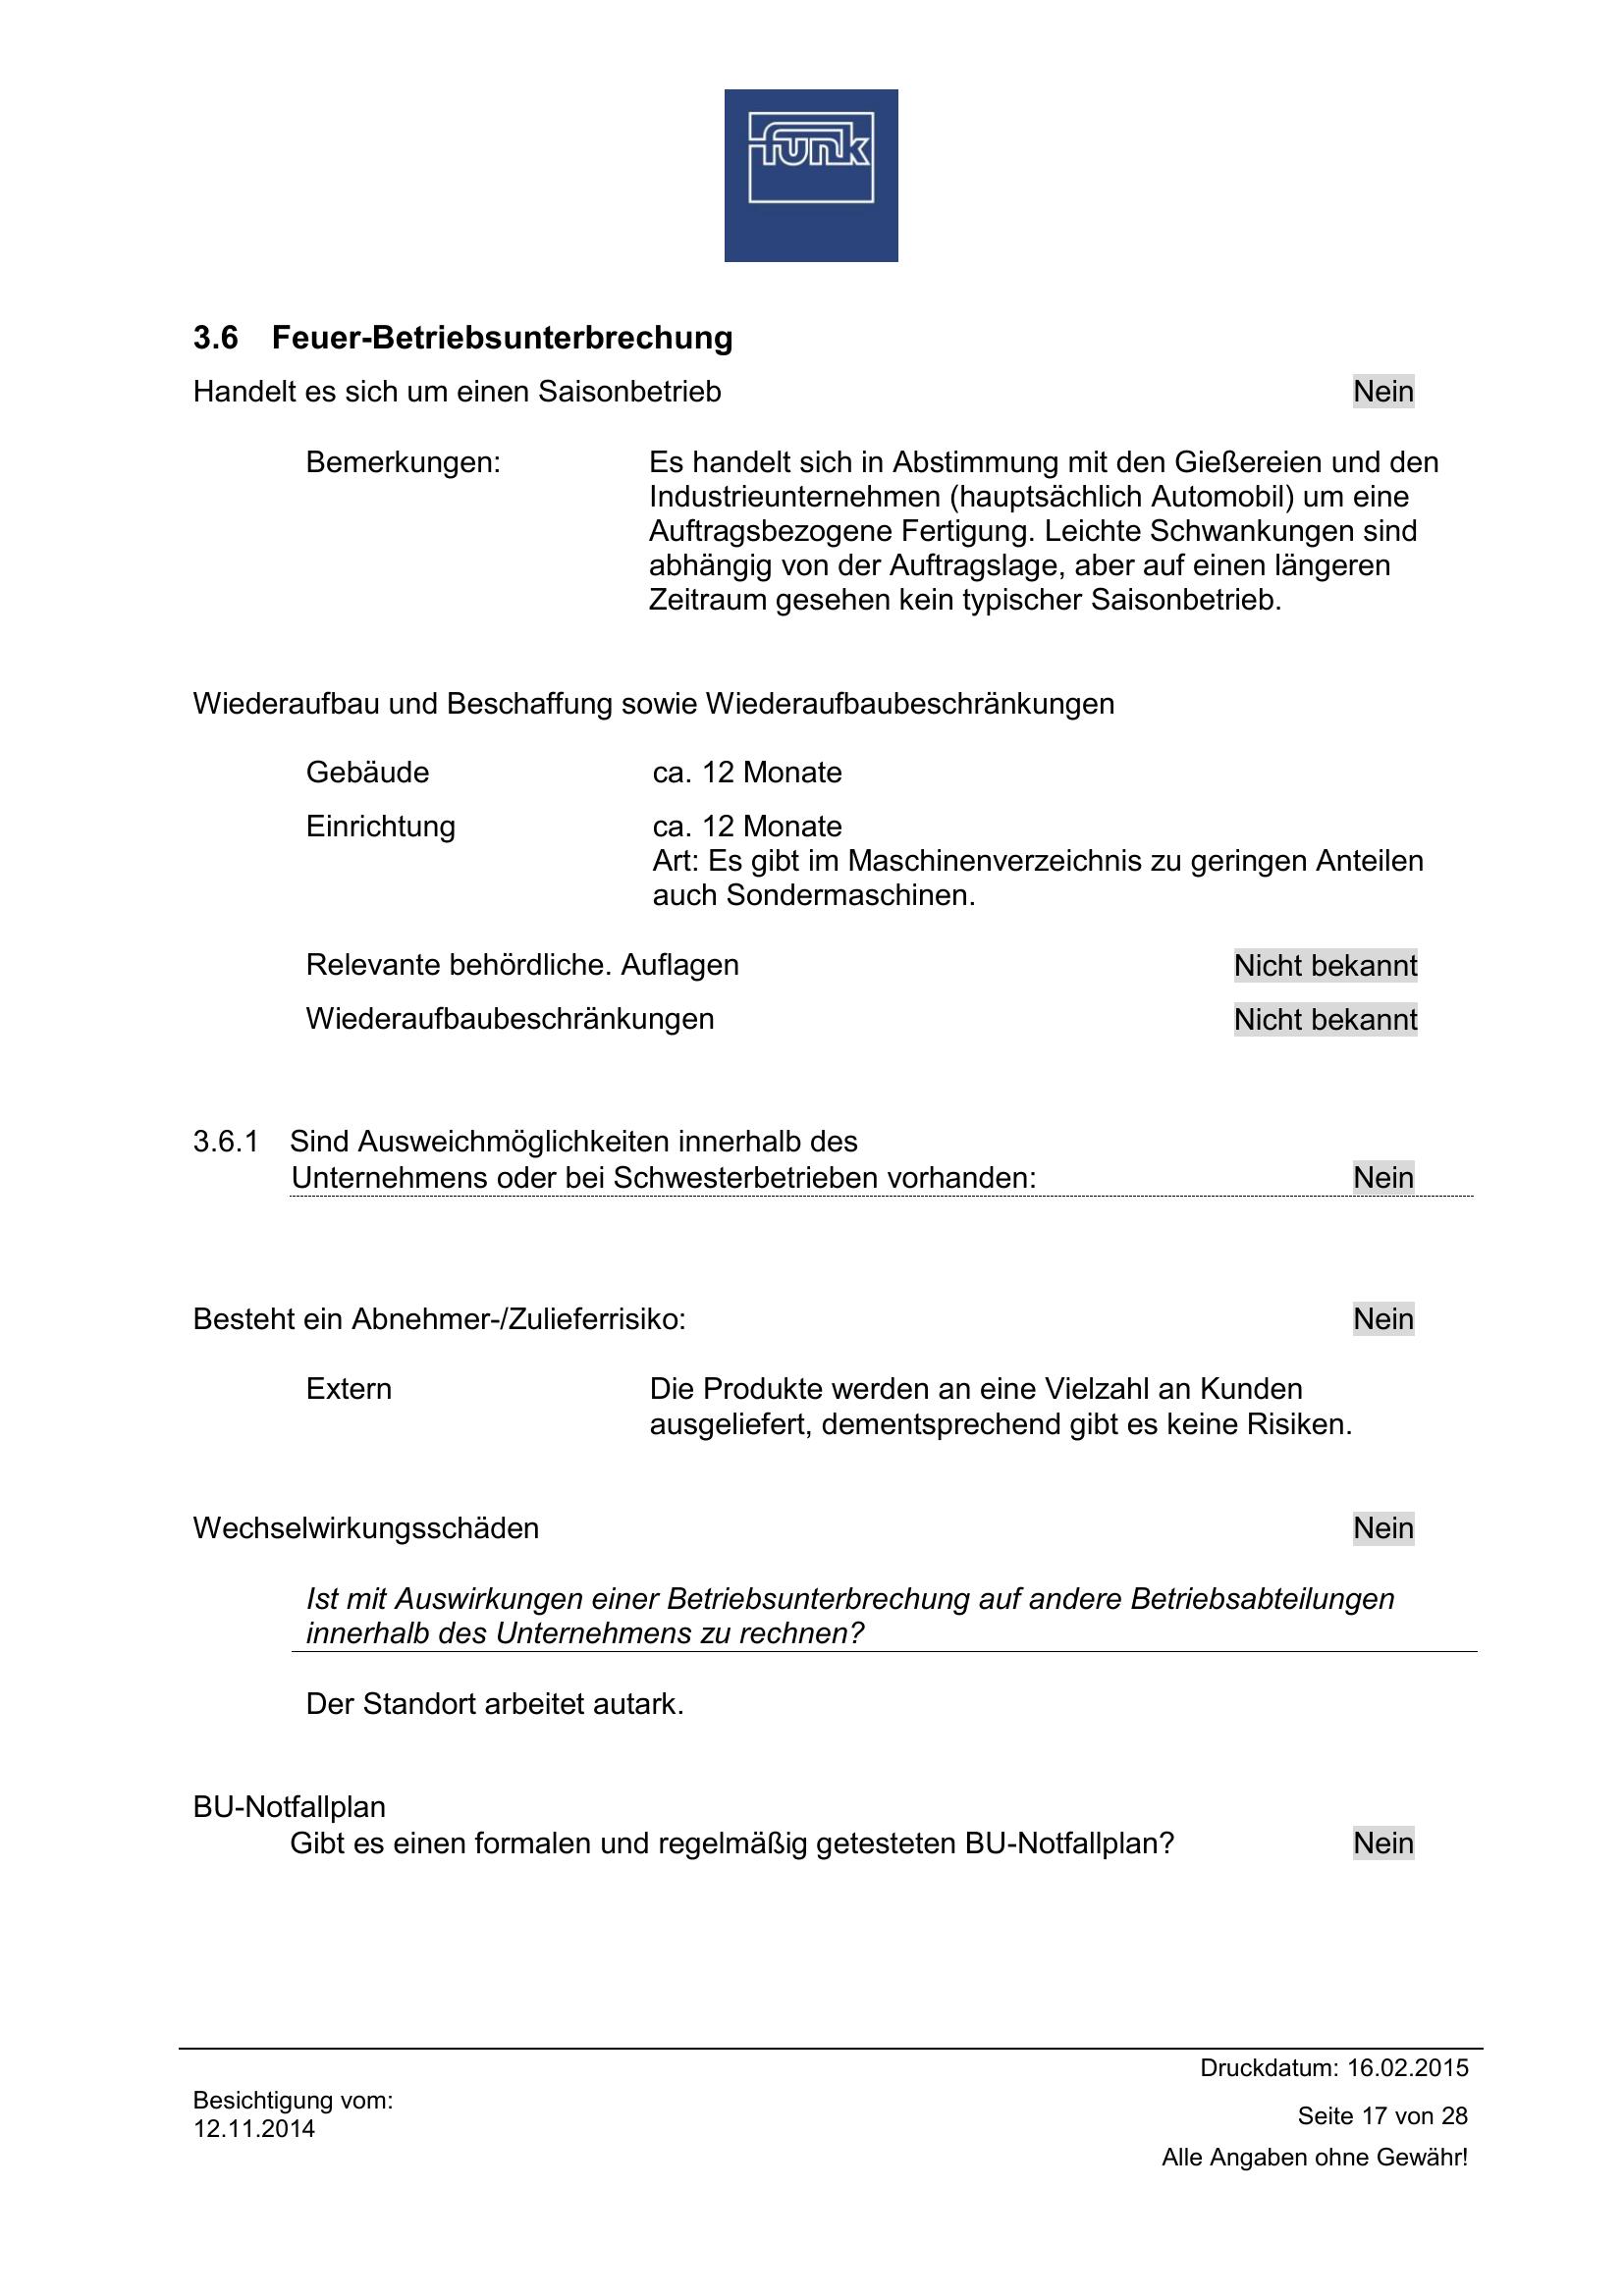 funk
3.6 Feuer-Betriebsunterbrechung
Handelt es sich um einen Saisonbetrieb Nein
Bemerkungen: Es handelt sich in Abstimmung mit den Gießereien und den
Industrieunternehmen (hauptsächlich Automobil) um eine
Auftragsbezogene Fertigung. Leichte Schwankungen sind
abhängig von der Auftragslage, aber auf einen längeren
Zeitraum gesehen kein typischer Saisonbetrieb.
Wiederaufbau und Beschaffung sowie Wiederaufbaubeschränkungen
Gebäude ca. 12 Monate
Einrichtung ca. 12 Monate
Art: Es gibt im Maschinenverzeichnis zu geringen Anteilen
auch Sondermaschinen.
Relevante behördliche. Auflagen Nicht bekannt
Wiederaufbaubeschränkungen Nicht bekannt
3.6.1 Sind Ausweichmöglichkeiten innerhalb des
Unternehmens oder bei Schwesterbetrieben vorhanden: Nein
Besteht ein Abnehmer-/Zulieferrisiko: Nein
Extern Die Produkte werden an eine Vielzahl an Kunden
ausgeliefert, dementsprechend gibt es keine Risiken.
Wechselwirkungsschäden Nein
Ist mit Auswirkungen einer Betriebsunterbrechung auf andere Betriebsabteilungen
innerhalb des Unternehmens zu rechnen?
Der Standort arbeitet autark.
BU-Notfallplan
Gibt es einen formalen und regelmäßig getesteten BU-Notfallplan? Nein
Druckdatum: 16.02.2015
Besichtigung vom:
12.11.2014
Seite 17 von 28
Alle Angaben ohne Gewähr!